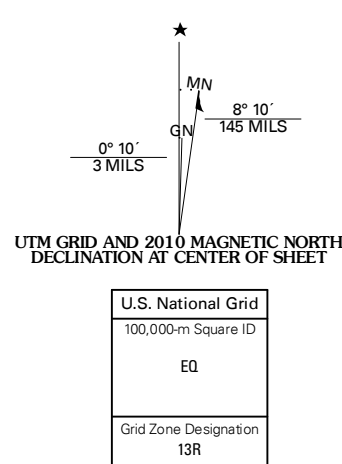 ★
MN
8° 10´
145 MILS
GN
0° 10´
3 MILS
UTM GRID AND 2010 MAGNETIC NORTH
DECLINATION AT CENTER OF SHEET
U.S. National Grid
100,000-m Square ID
EQ
Grid Zone Designation
13R